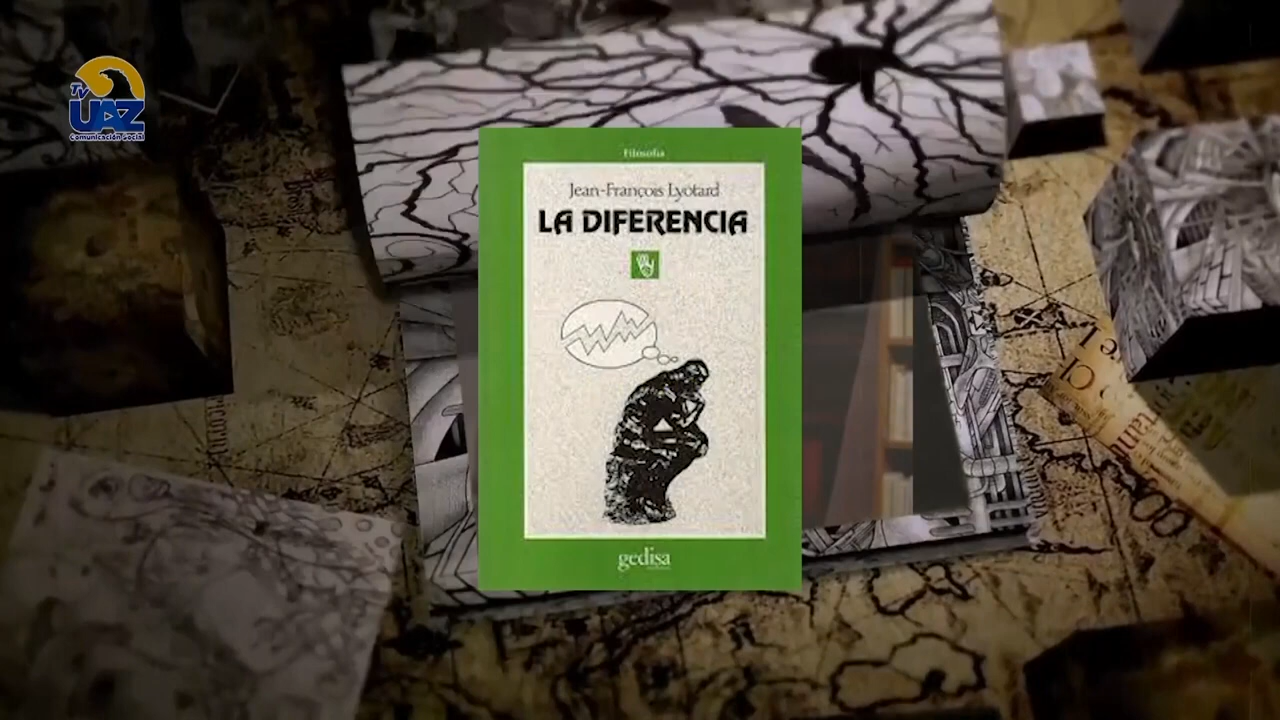 TV
UAZ
Comunicación Social
Filosofía
Jean-François Lyotard
LA DIFERENCIA
gedisa